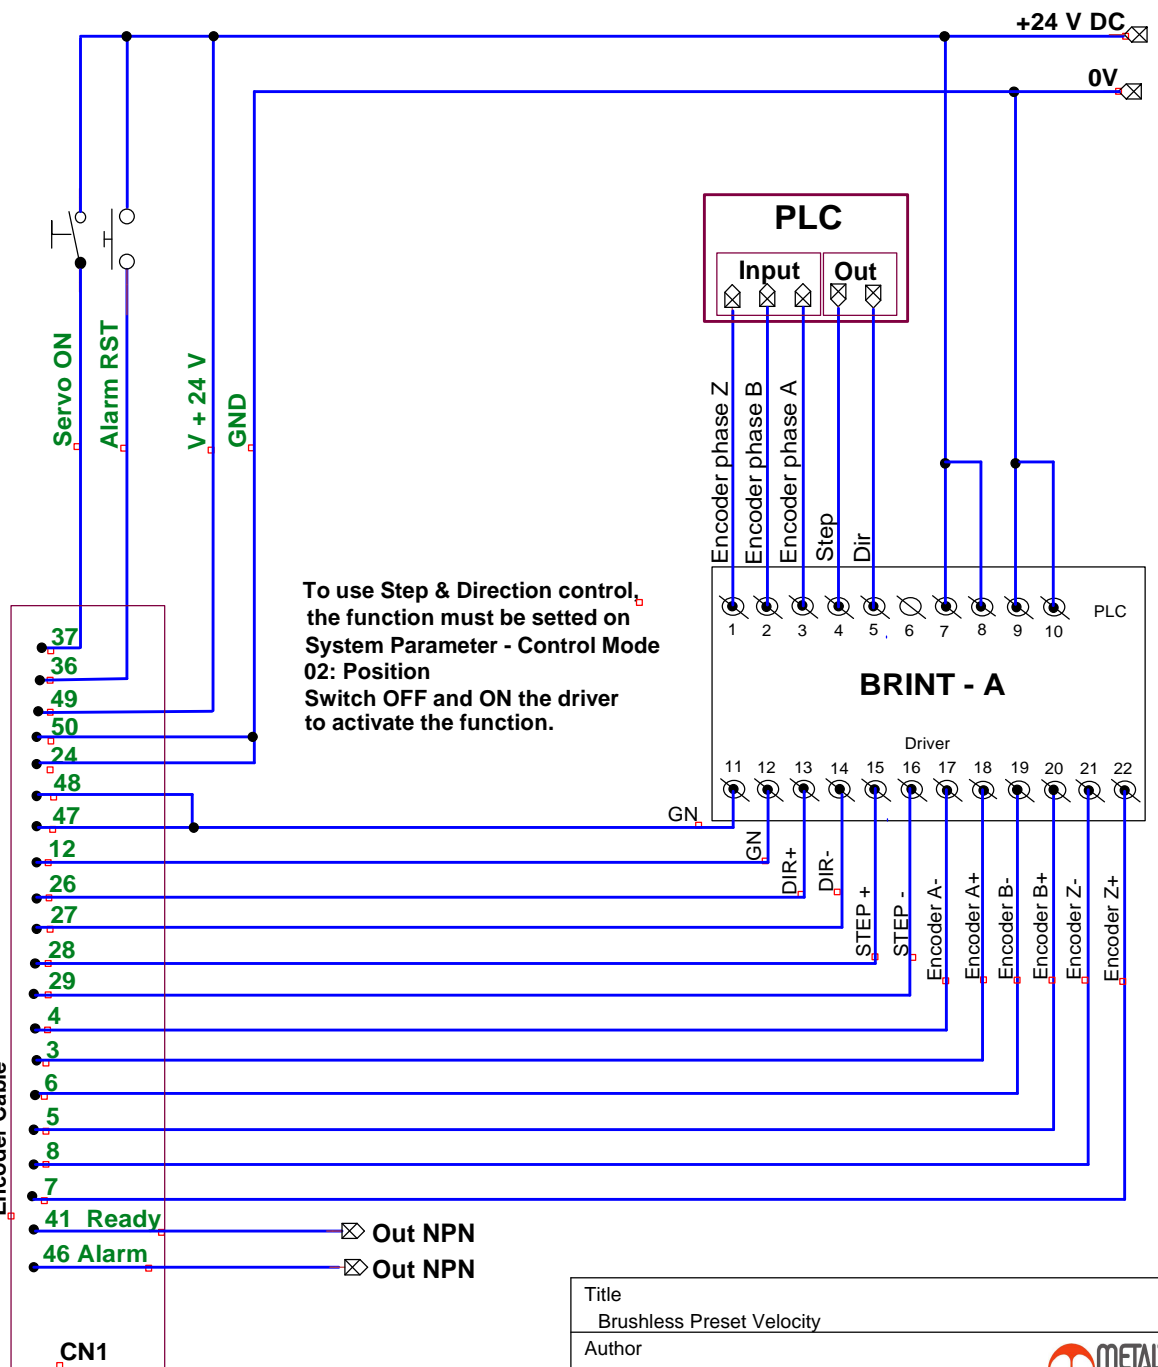 +24 V DC
0V
PLC
Input Out
Servo ON
Alarm RST
V + 24 V
GND
Encoder phase Z
Encoder phase B
Encoder phase A
Step
Dir
To use Step & Direction control,
the function must be setted on
System Parameter - Control Mode
02: Position
Switch OFF and ON the driver
to activate the function.
1 2 3 4 5 6 7 8 9 10 PLC
BRINT - A
Driver
11 12 13 14 15 16 17 18 19 20 21 22
GN
GN
DIR+
DIR-
STEP +
STEP -
Encoder A-
Encoder A+
Encoder B-
Encoder B+
Encoder Z-
Encoder Z+
37
36
49
50
24
48
47
12
26
27
28
29
4
3
6
5
8
7
41 Ready
Out NPN
46 Alarm
Out NPN
Encoder Cable
CN1
Title
Brushless Preset Velocity
Author